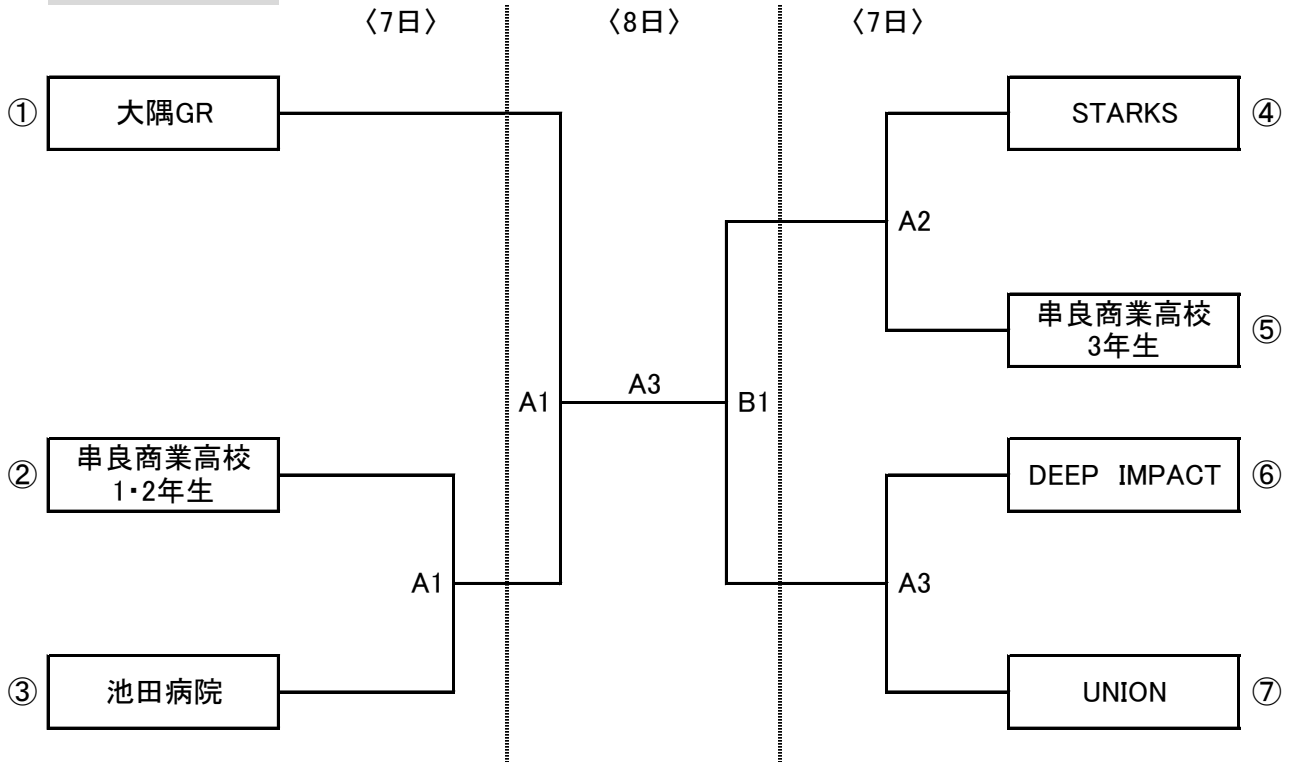 〈7日〉 〈8日〉 〈7日〉
① 大隅GR STARKS ④
A2
串良商業高校
3年生 ⑤
A1 A3 B1
② 串良商業高校
1・2年生
DEEP IMPACT ⑥
A1 A3
③ 池田病院 UNION ⑦